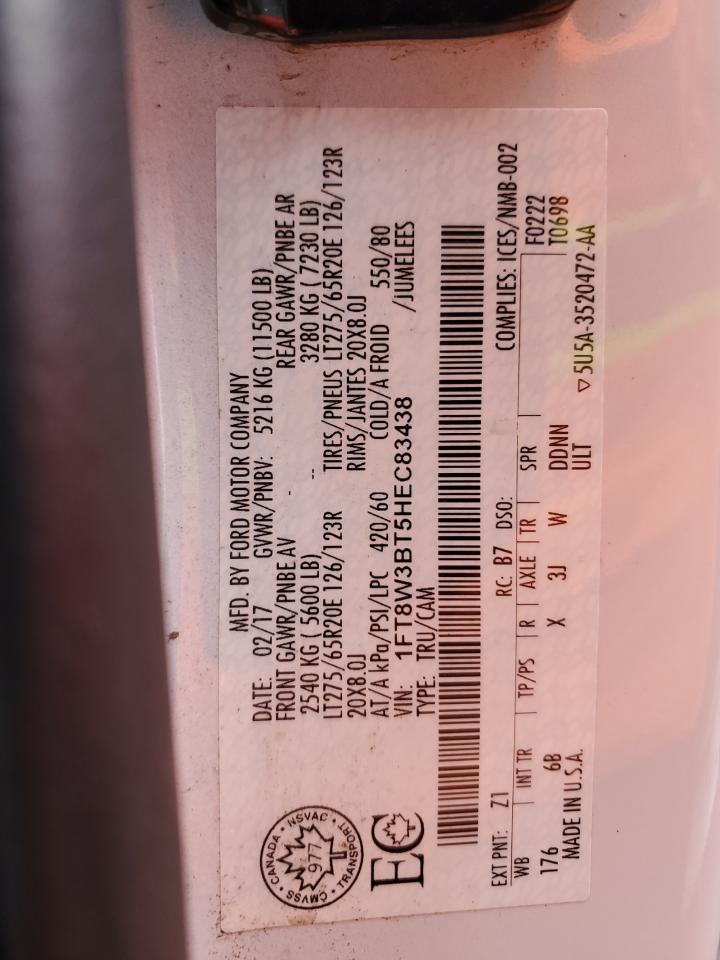 MFD. BY FORD MOTOR COMPANY
DATE: 02/17 GVWR/PNBV: 5216 KG (11500 LB)
FRONT GAWR/PNBE AV - REAR GAWR/PNBE AR
2540 KG ( 5600 LB) -- 3280 KG ( 7230 LB)
LT275/65R20E 126/123R TIRES/PNEUS LT275/65R20E 126/123R
20X8.0J RIMS/JANTES 20X8.0J
AT/A kPa/PSI/LPC 420/60 COLD/A FROID 550/80
VIN: 1FT8W3BT5HEC83438 /JUMELEES
TYPE: TRU/CAM
CANADA • NSVAC • TRANSPORT • CMVSS •
977
EC
EXT PNT: Z1 RC: B7 DSO: COMPLIES: ICES/NMB-002
WB INT TR TP/PS R AXLE TR SPR F0222
176 6B X 3J W DDNN T0698
MADE IN U.S.A. ULT ▽5U5A-3520472-AA